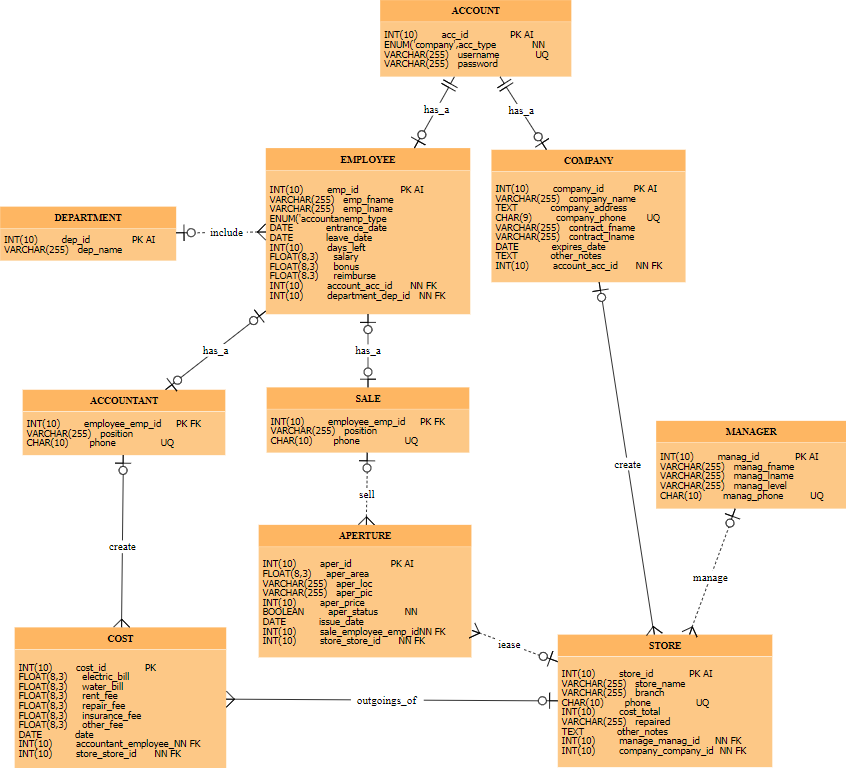 ACCOUNT
INT(10) acc_id PK AI
ENUM('company',acc_type NN
VARCHAR(255) username UQ
VARCHAR(255) password
has_a
has_a
EMPLOYEE
INT(10) emp_id PK AI
VARCHAR(255) emp_fname
VARCHAR(255) emp_lname
ENUM('accountanemp_type
DATE entrance_date
DATE leave_date
INT(10) days_left
FLOAT(8,3) salary
FLOAT(8,3) bonus
FLOAT(8,3) reimburse
INT(10) account_acc_id NN FK
INT(10) department_dep_id NN FK
COMPANY
INT(10) company_id PK AI
VARCHAR(255) company_name
TEXT company_address
CHAR(9) company_phone UQ
VARCHAR(255) contract_fname
VARCHAR(255) contract_lname
DATE expires_date
TEXT other_notes
INT(10) account_acc_id NN FK
DEPARTMENT
INT(10) dep_id PK AI
VARCHAR(255) dep_name
include
has_a
has_a
ACCOUNTANT
INT(10) employee_emp_id PK FK
VARCHAR(255) position
CHAR(10) phone UQ
SALE
INT(10) employee_emp_id PK FK
VARCHAR(255) position
CHAR(10) phone UQ
MANAGER
INT(10) manag_id PK AI
VARCHAR(255) manag_fname
VARCHAR(255) manag_lname
VARCHAR(255) manag_level
CHAR(10) manag_phone UQ
create
sell
create
manage
APERTURE
INT(10) aper_id PK AI
FLOAT(8,3) aper_area
VARCHAR(255) aper_loc
VARCHAR(255) aper_pic
INT(10) aper_price
BOOLEAN aper_status NN
DATE issue_date
INT(10) sale_employee_emp_idNN FK
INT(10) store_store_id NN FK
iease
COST
INT(10) cost_id PK
FLOAT(8,3) electric_bill
FLOAT(8,3) water_bill
FLOAT(8,3) rent_fee
FLOAT(8,3) repair_fee
FLOAT(8,3) insurance_fee
FLOAT(8,3) other_fee
DATE date
INT(10) accountant_employee_NN FK
INT(10) store_store_id NN FK
outgoings_of
STORE
INT(10) store_id PK AI
VARCHAR(255) store_name
VARCHAR(255) branch
CHAR(10) phone UQ
INT(10) cost_total
VARCHAR(255) repaired
TEXT other_notes
INT(10) manage_manag_id NN FK
INT(10) company_company_id NN FK